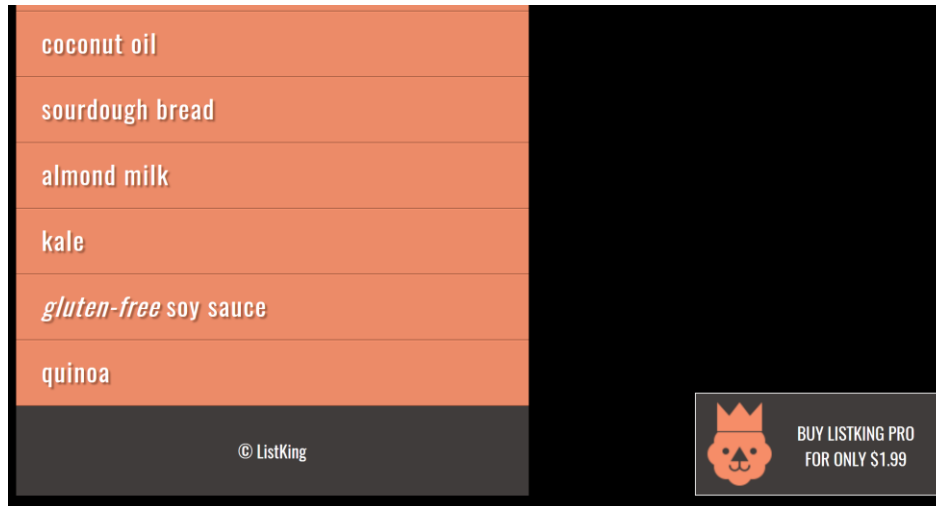 coconut oil
sourdough bread
almond milk
kale
gluten-free soy sauce
quinoa
© ListKing
BUY LISTKING PRO
FOR ONLY $1.99